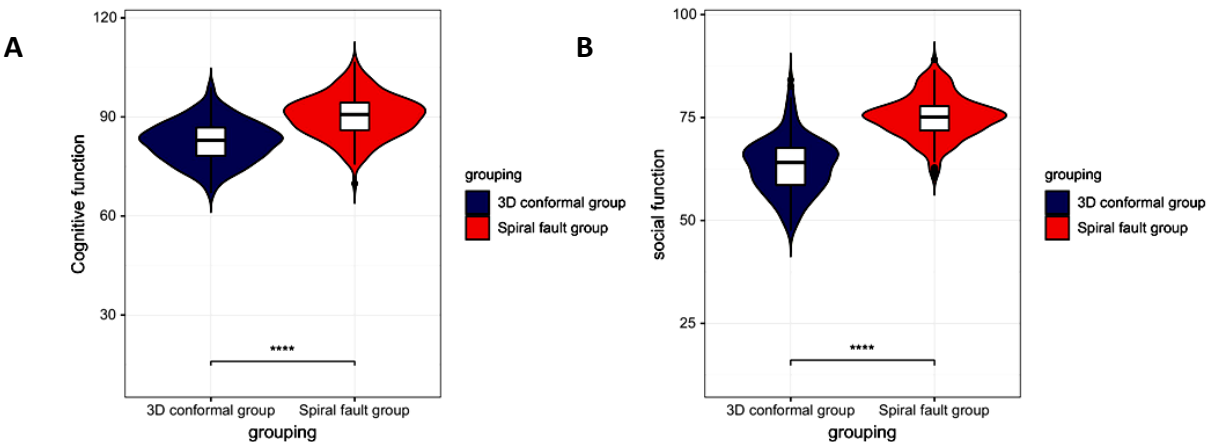 A
120
90
60
30
Cognitive function
****
3D conformal group Spiral fault group
grouping
grouping
3D conformal group
Spiral fault group
B
100
75
50
25
social function
****
3D conformal group Spiral fault group
grouping
grouping
3D conformal group
Spiral fault group